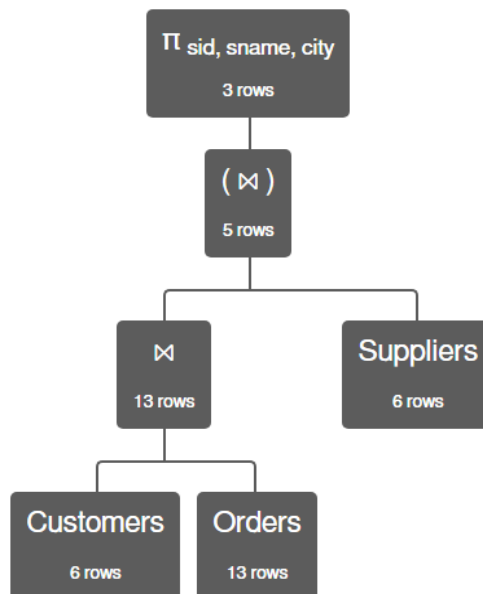 π sid, sname, city
3 rows
( ⋈ )
5 rows
⋈
13 rows
Suppliers
6 rows
Customers
6 rows
Orders
13 rows